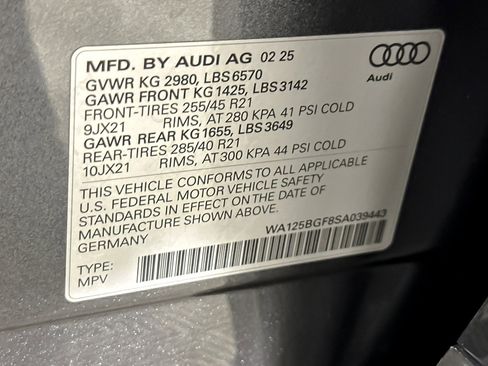 MFD. BY AUDI AG 02 25
GVWR KG 2980, LBS 6570
GAWR FRONT KG 1425, LBS 3142
FRONT-TIRES 255/45 R21
9JX21 RIMS, AT 280 KPA 41 PSI COLD
GAWR REAR KG 1655, LBS 3649
REAR-TIRES 285/40 R21
10JX21 RIMS, AT 300 KPA 44 PSI COLD
THIS VEHICLE CONFORMS TO ALL APPLICABLE
U.S. FEDERAL MOTOR VEHICLE SAFETY
STANDARDS IN EFFECT ON THE DATE OF
MANUFACTURE SHOWN ABOVE.
GERMANY
WA125BGF8SA039443
TYPE:
MPV
Audi